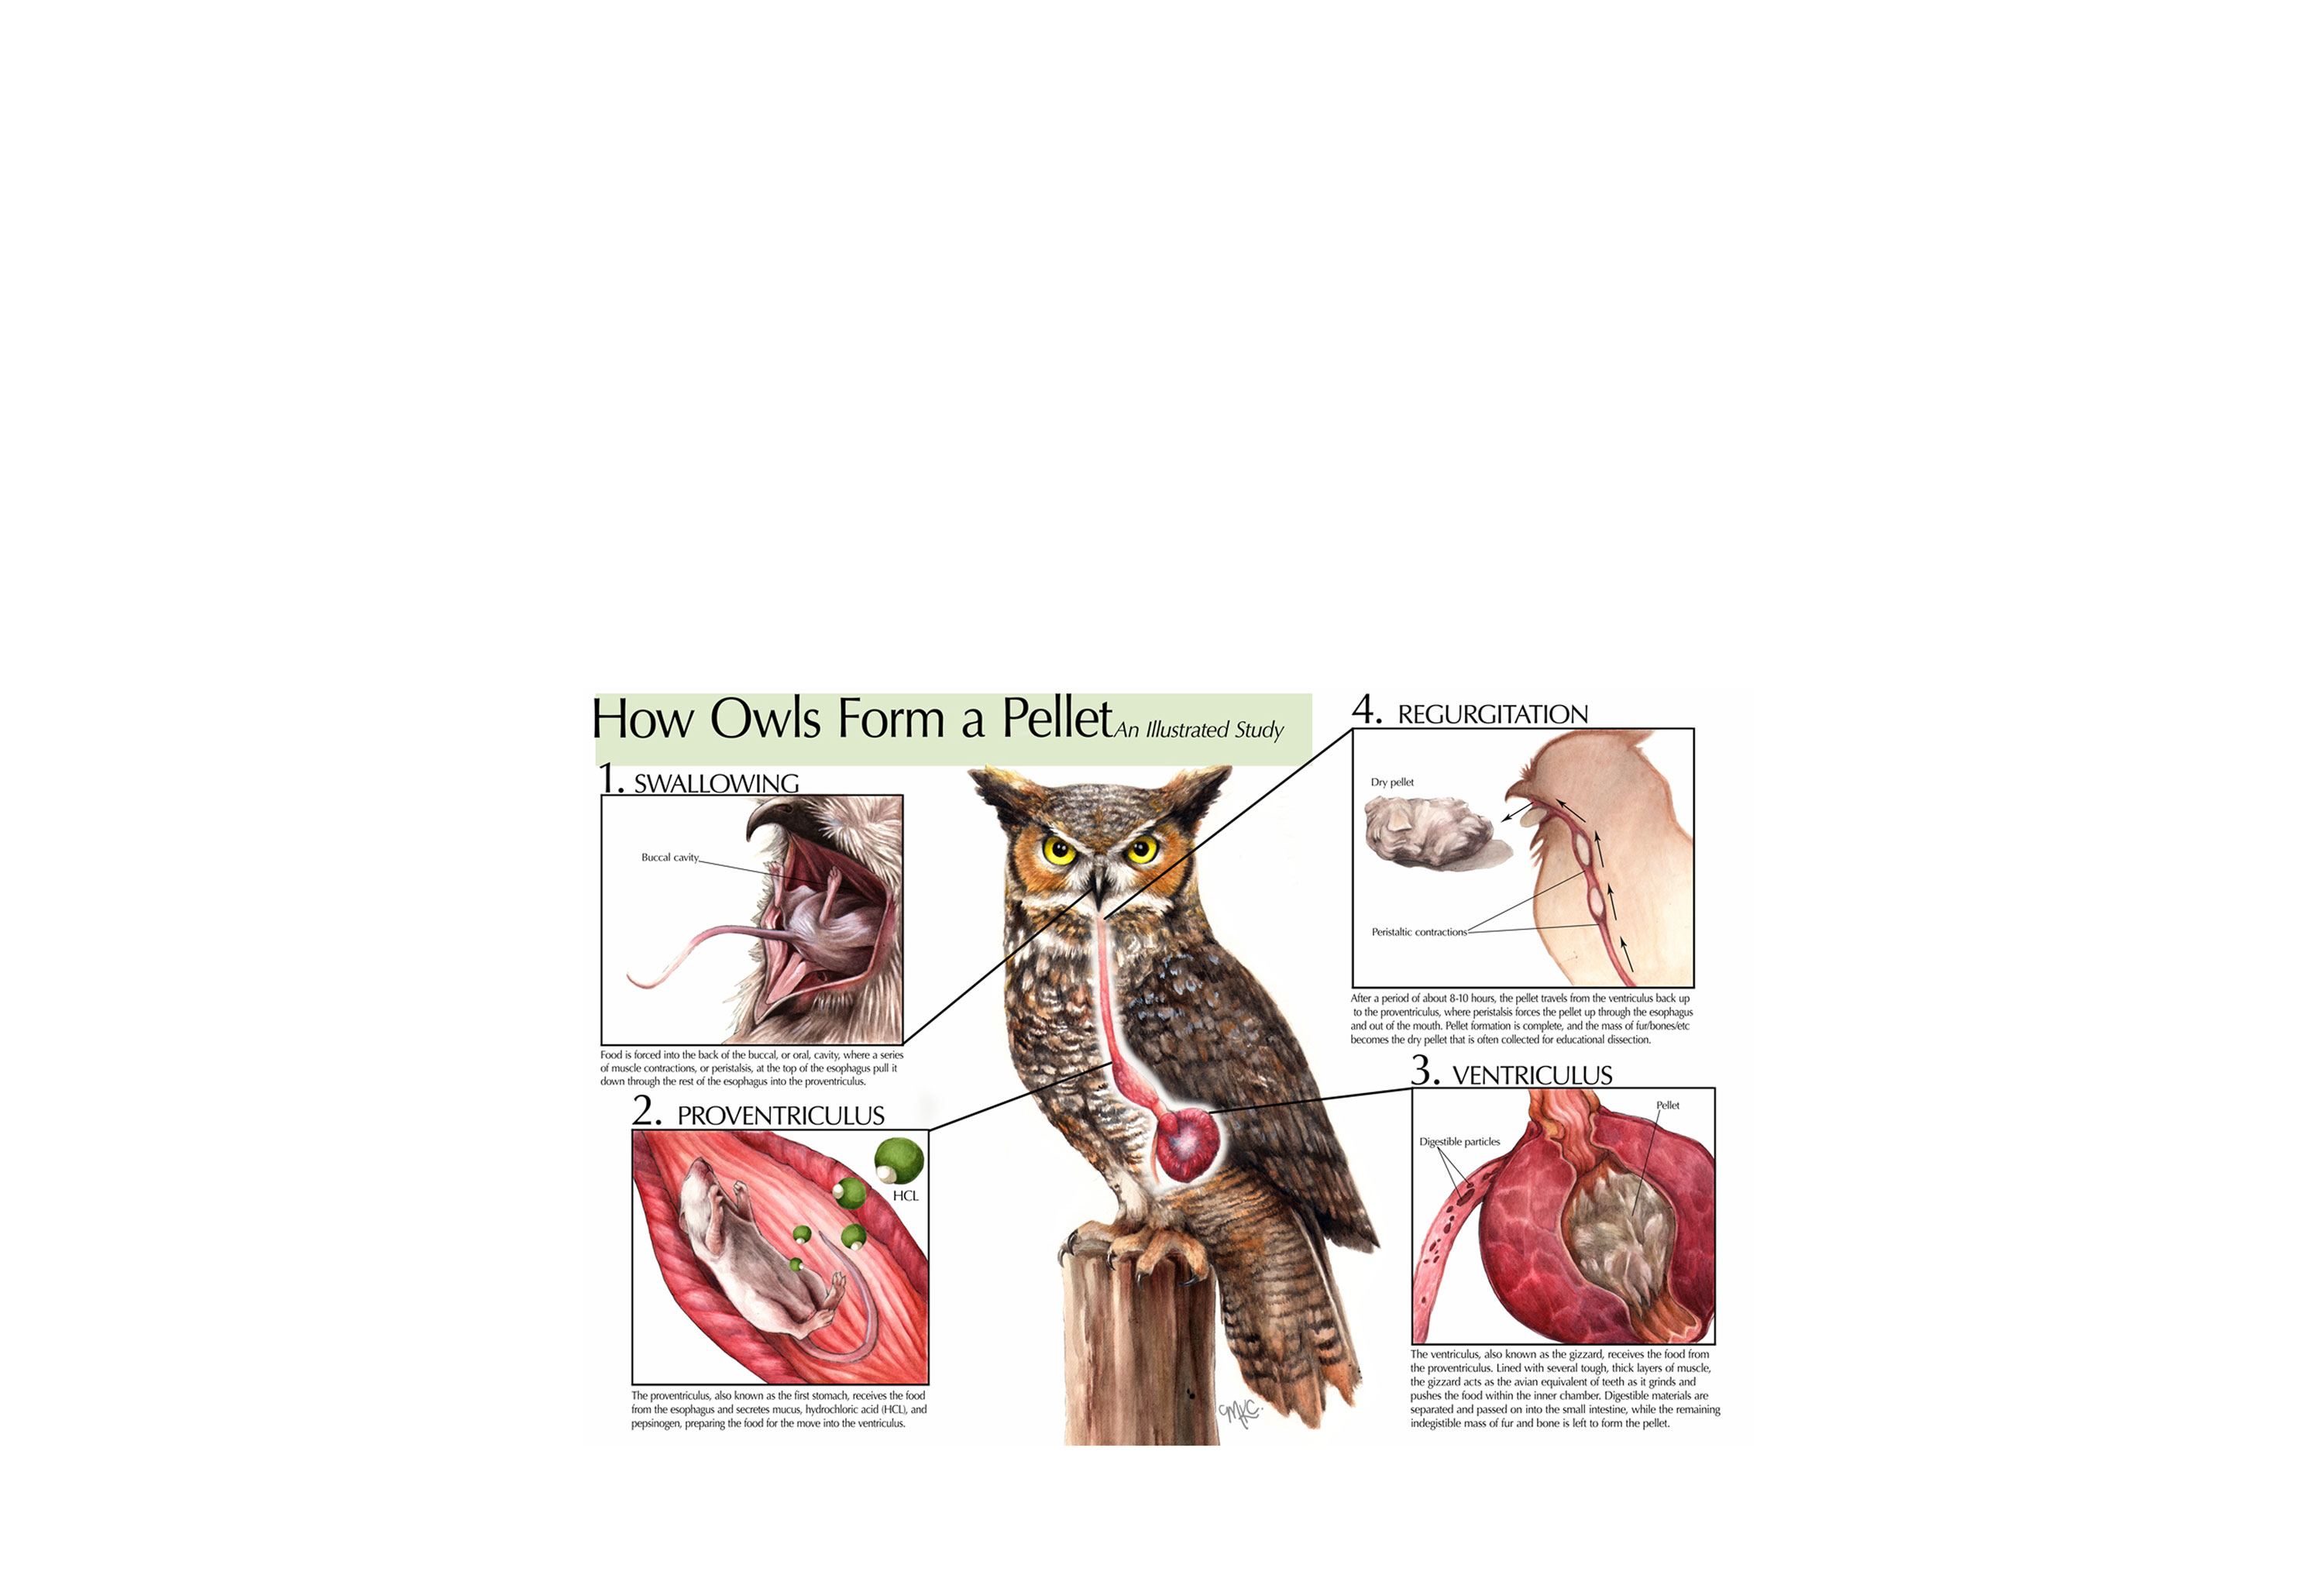 How Owls Form a Pellet An Illustrated Study
1. SWALLOWING
Buccal cavity
Food is forced into the back of the buccal, or oral, cavity, where a series
of muscle contractions, or peristalsis, at the top of the esophagus pull it
down through the rest of the esophagus into the proventriculus.
2. PROVENTRICULUS
HCL
The proventriculus, also known as the first stomach, receives the food
from the esophagus and secretes mucus, hydrochloric acid (HCL), and
pepsinogen, preparing the food for the move into the ventriculus.
3. VENTRICULUS
Pellet
Digestible particles
The ventriculus, also known as the gizzard, receives the food from
the proventriculus. Lined with several tough, thick layers of muscle,
the gizzard acts as the avian equivalent of teeth as it grinds and
pushes the food within the inner chamber. Digestible materials are
separated and passed on into the small intestine, while the remaining
indegistible mass of fur and bone is left to form the pellet.
4. REGURGITATION
Dry pellet
Peristaltic contractions
After a period of about 8-10 hours, the pellet travels from the ventriculus back up
to the proventriculus, where peristalsis forces the pellet up through the esophagus
and out of the mouth. Pellet formation is complete, and the mass of fur/bones/etc
becomes the dry pellet that is often collected for educational dissection.